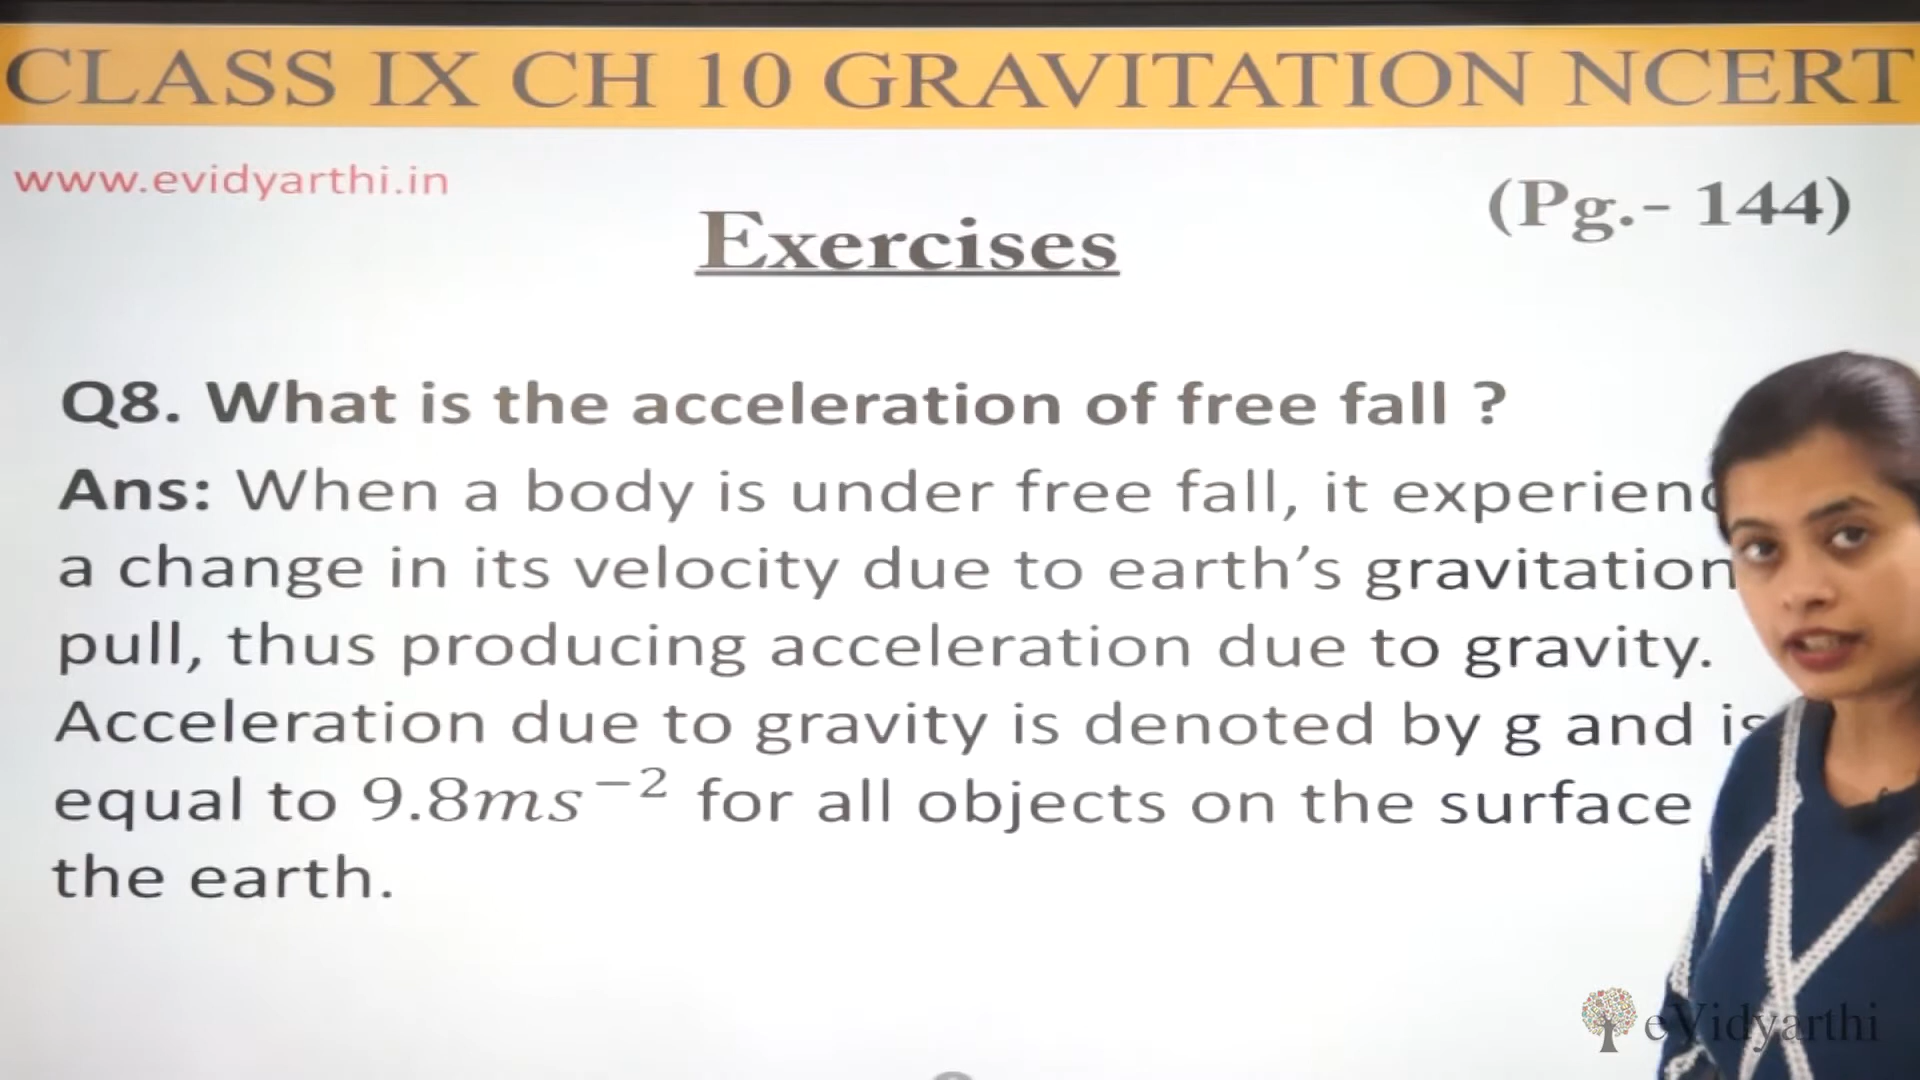 CLASS IX CH 10 GRAVITATION NCERT
www.evidyarthi.in
(Pg.- 144)
Exercises
Q8. What is the acceleration of free fall ?
Ans: When a body is under free fall, it
a change in its velocity due to earth’s
pull, thus producing acceleration due to gravity.
Acceleration due to gravity is denoted by g and is
equal to 9.8ms⁻² for all objects on the surface
the earth.
eVidyarthi